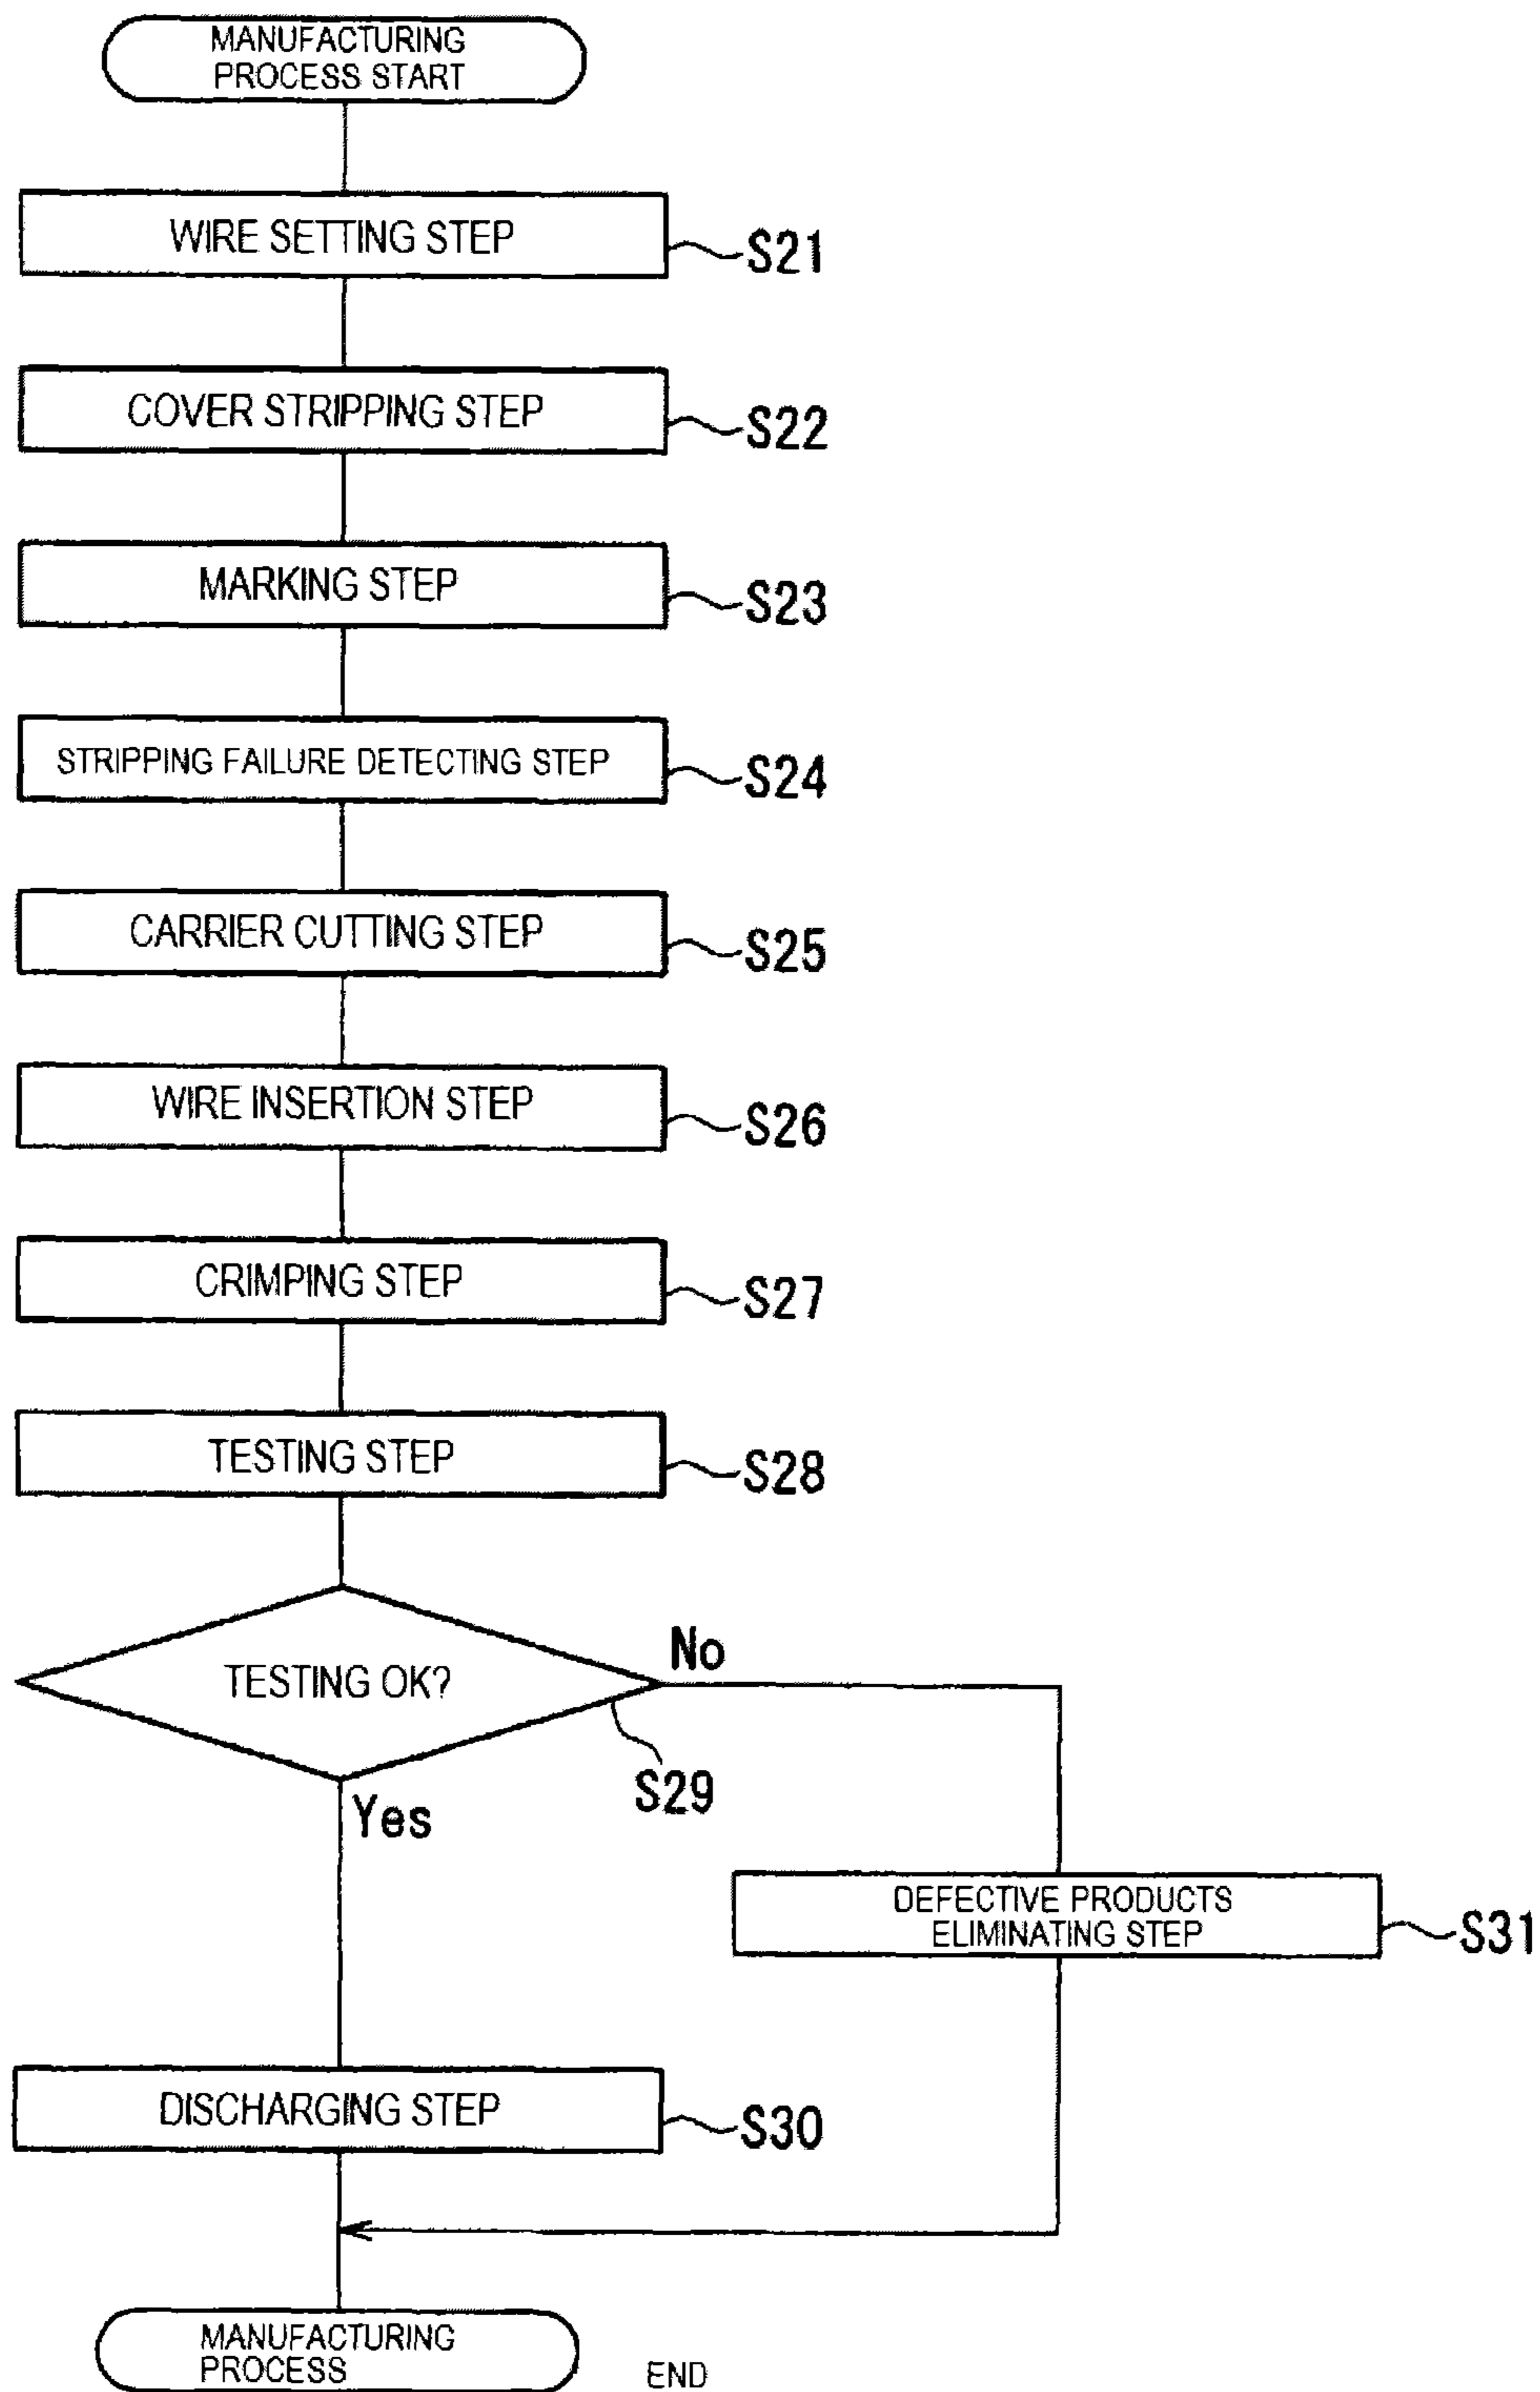 MANUFACTURING
PROCESS START
WIRE SETTING STEP
S21
COVER STRIPPING STEP
S22
MARKING STEP
S23
STRIPPING FAILURE DETECTING STEP
S24
CARRIER CUTTING STEP
S25
WIRE INSERTION STEP
S26
CRIMPING STEP
S27
TESTING STEP
S28
TESTING OK?
No
S29
Yes
DEFECTIVE PRODUCTS
ELIMINATING STEP
S31
DISCHARGING STEP
S30
MANUFACTURING
PROCESS
END